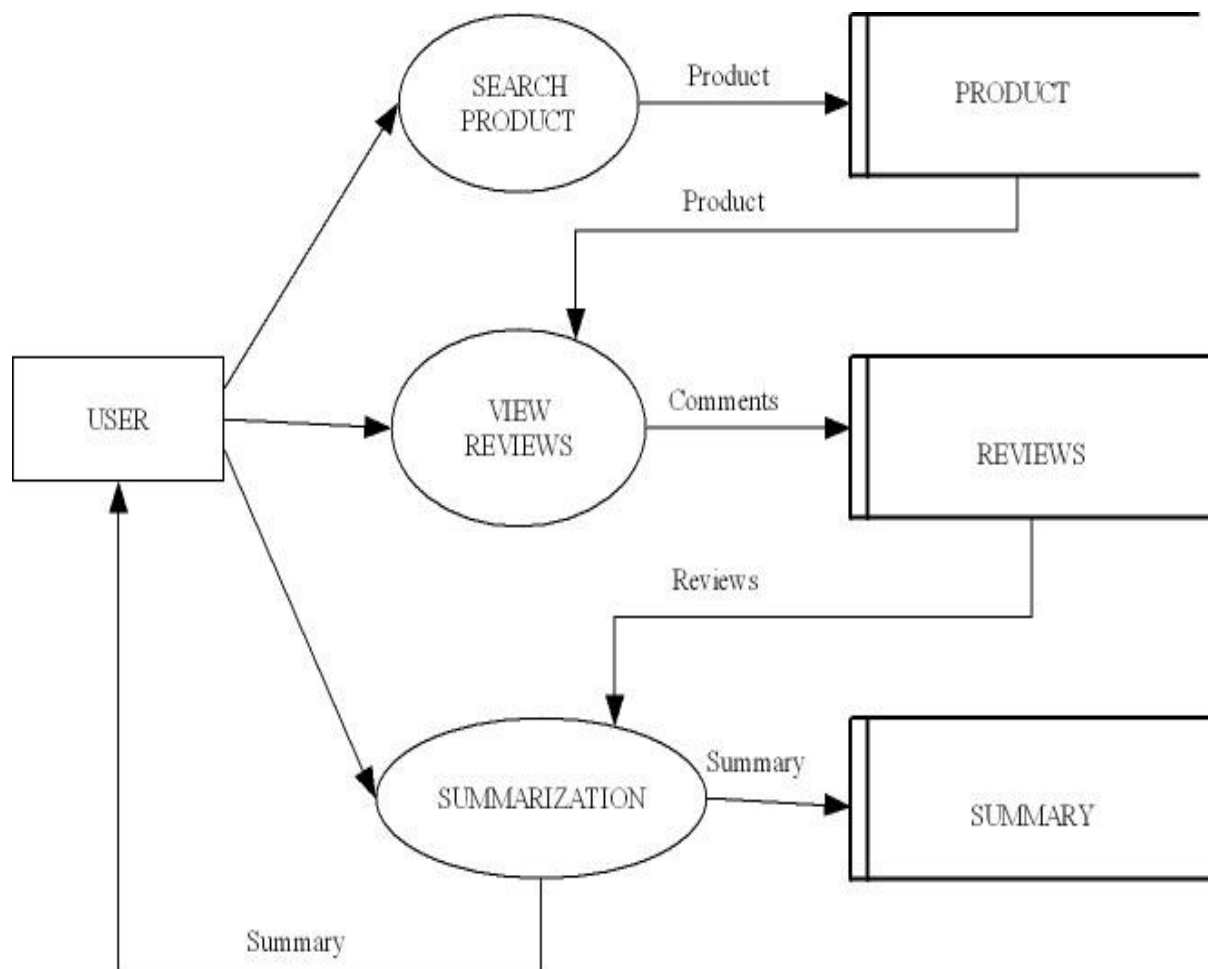 SEARCH
PRODUCT
Product
PRODUCT
Product
USER
VIEW
REVIEWS
Comments
REVIEWS
Reviews
SUMMARIZATION
Summary
SUMMARY
Summary